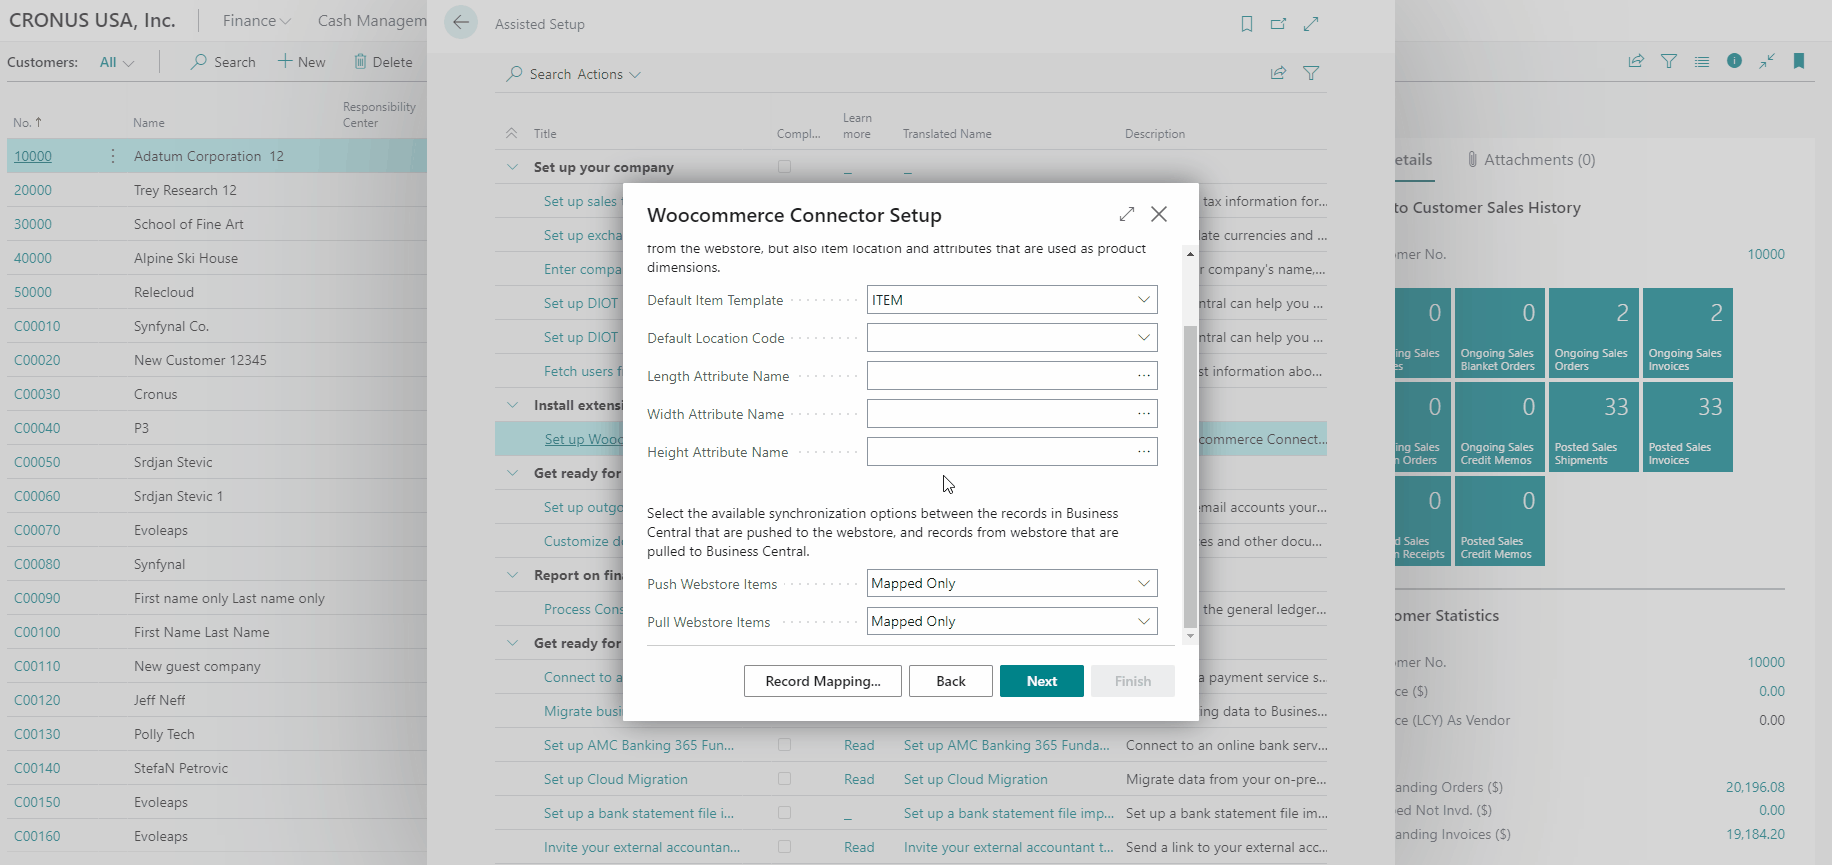 CRONUS USA, Inc.
Finance
Cash Managem
Customers:
All
Search
New
Delete
No. ↑
Name
Responsibility
Center
10000
Adatum Corporation 12
20000
Trey Research 12
30000
School of Fine Art
40000
Alpine Ski House
50000
Relecloud
C00010
Synfynal Co.
C00020
New Customer 12345
C00030
Cronus
C00040
P3
C00050
Srdjan Stevic
C00060
Srdjan Stevic 1
C00070
Evoleaps
C00080
Synfynal
C00090
First name only Last name only
C00100
First Name Last Name
C00110
New guest company
C00120
Jeff Neff
C00130
Polly Tech
C00140
StefaN Petrovic
C00150
Evoleaps
C00160
Evoleaps
Assisted Setup
Search
Actions
Title
Compl...
Learn
more
Translated Name
Description
Set up your company
_
_
Set up sales
tax information for...
Set up excha
ate currencies and ...
Enter compa
r company's name,...
Set up DIOT
ntral can help you ...
Set up DIOT
ntral can help you ...
Fetch users f
st information abo...
Install extensi
Set up Wooc
commerce Connect...
Get ready for
Set up outgo
email accounts your...
Customize de
es and other docu...
Report on fina
Process Cons
the general ledger...
Get ready for
Connect to a
a payment service s...
Migrate busi
ing data to Busines...
Set up AMC Banking 365 Fun...
Read
Set up AMC Banking 365 Funda...
Connect to an online bank serv...
Set up Cloud Migration
Read
Set up Cloud Migration
Migrate data from your on-pre...
Set up a bank statement file i...
_
Set up a bank statement file imp...
Set up a bank statement file im...
Invite your external accountan...
Read
Invite your external accountant t...
Send a link to your external acc...
Woocommerce Connector Setup
from the webstore, but also item location and attributes that are used as product
dimensions.
Default Item Template
ITEM
Default Location Code
Length Attribute Name
...
Width Attribute Name
...
Height Attribute Name
...
Select the available synchronization options between the records in Business
Central that are pushed to the webstore, and records from webstore that are
pulled to Business Central.
Push Webstore Items
Mapped Only
Pull Webstore Items
Mapped Only
Record Mapping...
Back
Next
Finish
etails
Attachments (0)
to Customer Sales History
mer No.
10000
0
ing Sales
es
0
Ongoing Sales
Blanket Orders
2
Ongoing Sales
Orders
2
Ongoing Sales
Invoices
0
ing Sales
n Orders
0
Ongoing Sales
Credit Memos
33
Posted Sales
Shipments
33
Posted Sales
Invoices
0
d Sales
n Receipts
0
Posted Sales
Credit Memos
omer Statistics
mer No.
10000
ce ($)
0.00
ce (LCY) As Vendor
0.00
anding Orders ($)
20,196.08
ed Not Invd. ($)
0.00
anding Invoices ($)
19,184.20